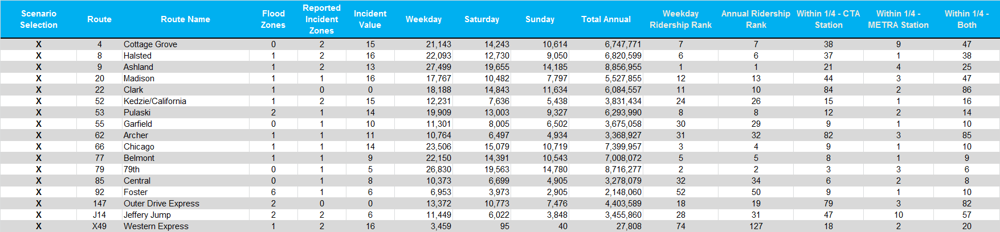 Scenario Selection Route Route Name Flood Zones Reported Incident Zones Incident Value Weekday Saturday Sunday Total Annual Weekday Ridership Rank Annual Ridership Rank Within 1/4 - CTA Station Within 1/4 - METRA Station Within 1/4 - Both
X 4 Cottage Grove 0 2 15 21,143 14,243 10,614 6,747,771 7 7 38 9 47
X 8 Halsted 1 2 16 22,093 12,730 9,050 6,820,599 6 6 37 1 38
X 9 Ashland 1 2 13 27,499 19,655 14,185 8,856,955 1 1 21 4 25
X 20 Madison 1 1 16 17,767 10,482 7,797 5,527,855 12 13 44 3 47
X 22 Clark 1 0 0 18,188 14,843 11,634 6,084,557 11 10 84 2 86
X 52 Kedzie/California 1 2 15 12,231 7,636 5,438 3,831,434 24 26 15 1 16
X 53 Pulaski 2 1 14 19,909 13,003 9,327 6,293,990 8 8 12 2 14
X 55 Garfield 0 1 10 11,301 8,005 6,502 3,675,058 30 29 9 1 10
X 62 Archer 1 1 11 10,764 6,497 4,934 3,368,927 31 32 82 3 85
X 66 Chicago 1 1 14 23,506 15,079 10,719 7,399,957 3 4 9 1 10
X 77 Belmont 1 1 9 22,150 14,391 10,543 7,008,072 5 5 8 1 9
X 79 79th 0 1 5 26,830 19,563 14,780 8,716,277 2 2 3 3 6
X 85 Central 0 1 8 10,373 6,699 4,905 3,278,079 32 34 6 2 8
X 92 Foster 6 1 6 6,953 3,973 2,905 2,148,060 52 50 9 1 10
X 147 Outer Drive Express 2 0 0 13,372 10,773 7,476 4,403,589 18 19 79 3 82
X J14 Jeffery Jump 2 2 6 11,449 6,022 3,848 3,455,860 28 31 47 10 57
X X49 Western Express 1 2 16 3,459 95 40 27,808 74 127 18 2 20